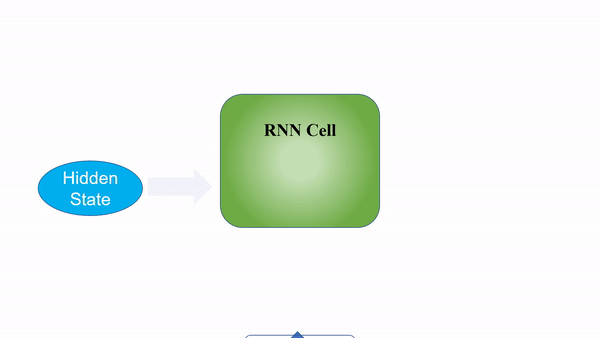 RNN Cell
Hidden
State